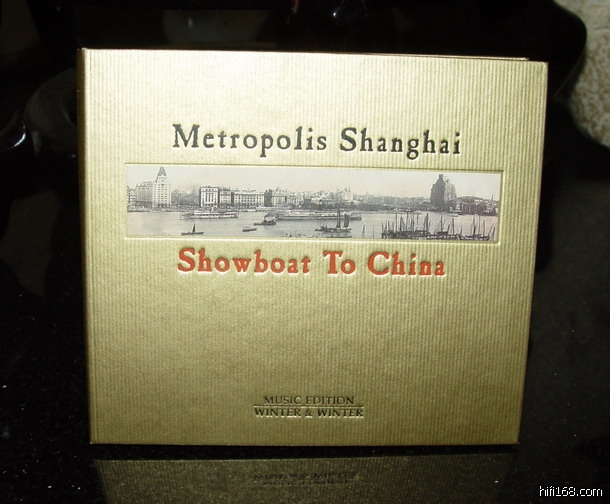 Metropolis Shanghai
Showboat To China
MUSIC EDITION
WINTER & WINTER
hifi168.com